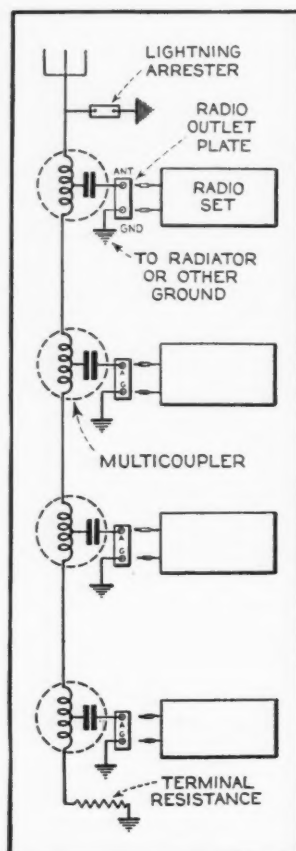 LIGHTNING
ARRESTER
RADIO
OUTLET
PLATE
ANT
RADIO
SET
GND
TO RADIATOR
OR OTHER
GROUND
A
G
MULTICOUPLER
A
G
A
G
TERMINAL
RESISTANCE